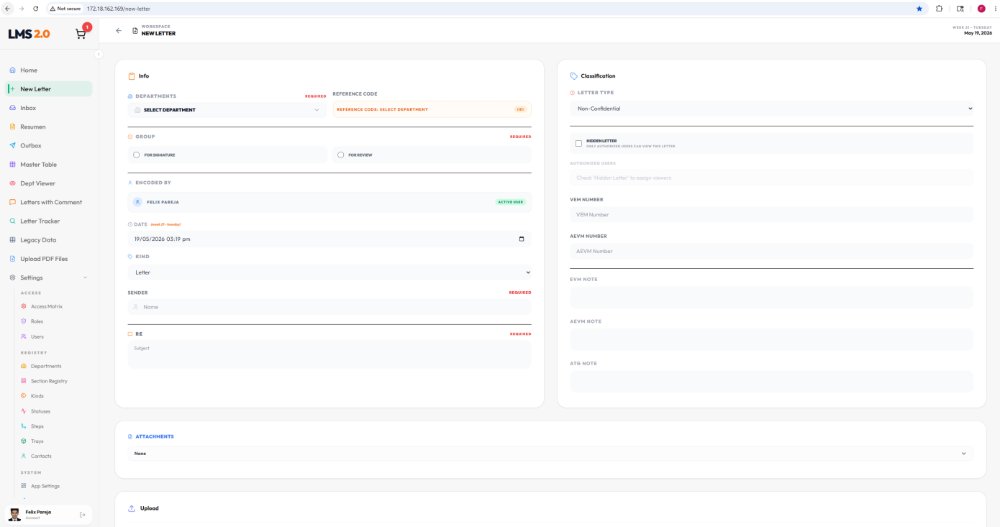 Not secure 172.18.162.169/new-letter
F
LMS 2.0
1
Home
New Letter
Inbox
Resumen
Outbox
Master Table
Dept Viewer
Letters with Comment
Letter Tracker
Legacy Data
Upload PDF Files
Settings
ACCESS
Access Matrix
Roles
Users
REGISTRY
Departments
Section Registry
Kinds
Statuses
Steps
Trays
Contacts
SYSTEM
App Settings
Felix Pareja
Account
WORKSPACE
NEW LETTER
WEEK 21 - TUESDAY
May 19, 2026
Info
DEPARTMENTS REQUIRED
SELECT DEPARTMENT
REFERENCE CODE
REFERENCE CODE: SELECT DEPARTMENT
GROUP REQUIRED
FOR SIGNATURE
FOR REVIEW
ENCODED BY
FELIX PAREJA ACTIVE USER
DATE (week 21 - tuesday)
19/05/2026 03:19 pm
KIND
Letter
SENDER REQUIRED
Name
RE REQUIRED
Subject
Classification
LETTER TYPE
Non-Confidential
HIDDEN LETTER
ONLY AUTHORIZED USERS CAN VIEW THIS LETTER
AUTHORIZED USERS
Check 'Hidden Letter' to assign viewers
VEM NUMBER
VEM Number
AEVM NUMBER
AEVM Number
EVM NOTE
AEVM NOTE
ATG NOTE
ATTACHMENTS
None
Upload